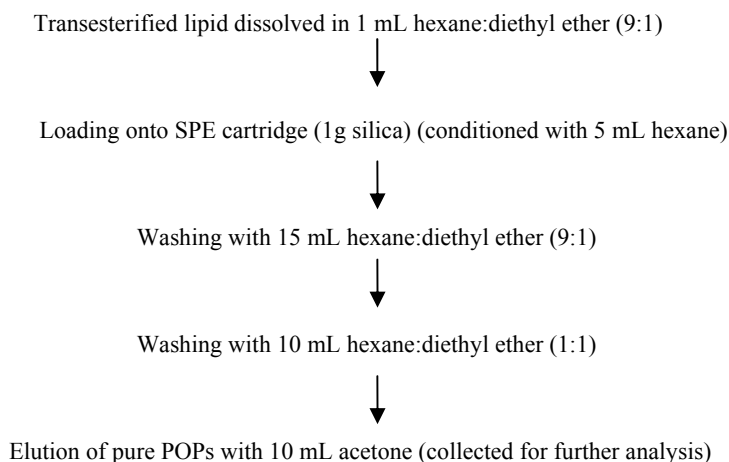 Transesterified lipid dissolved in 1 mL hexane:diethyl ether (9:1)
Loading onto SPE cartridge (1g silica) (conditioned with 5 mL hexane)
Washing with 15 mL hexane:diethyl ether (9:1)
Washing with 10 mL hexane:diethyl ether (1:1)
Elution of pure POPs with 10 mL acetone (collected for further analysis)